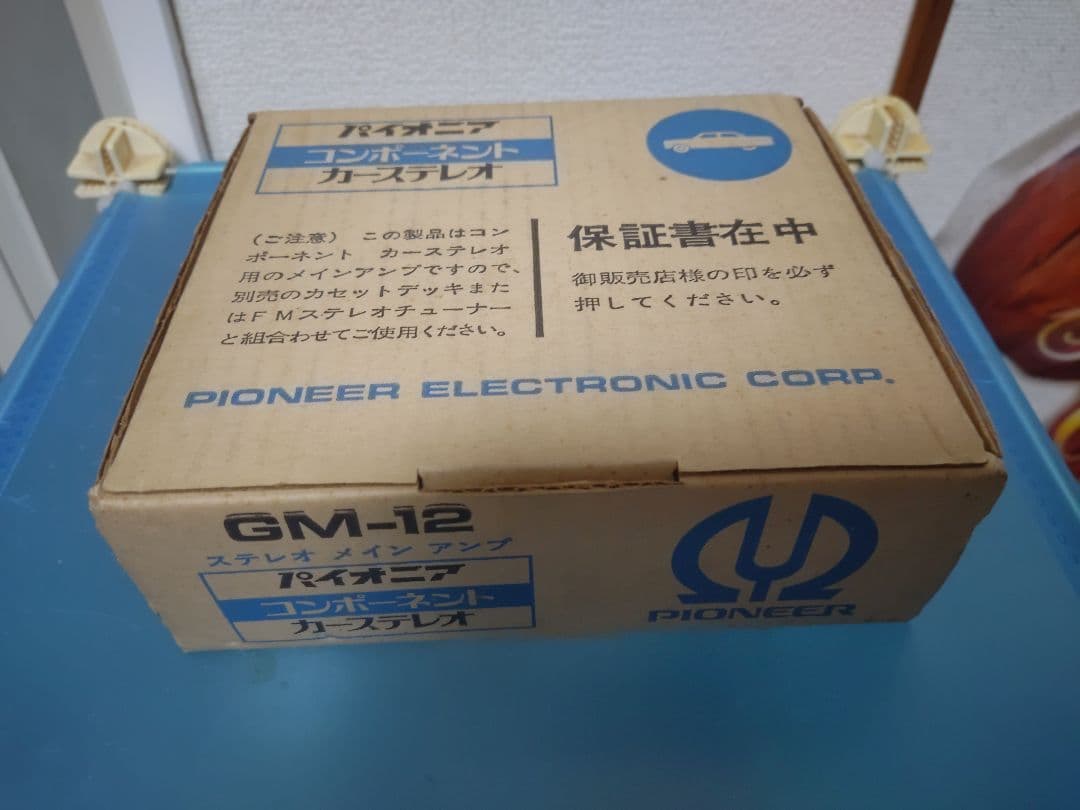 パイオニア
コンポーネント
カーステレオ
(ご注意) この製品はコン
ポーネント カーステレオ
用のメインアンプですので、
別売のカセットデッキまた
はFMステレオチューナー
と組合わせてご使用ください。
保証書在中
御販売店様の印を必ず
押してください。
PIONEER ELECTRONIC CORP.
GM-12
ステレオ メイン アンプ
パイオニア
コンポーネント
カーステレオ
PIONEER